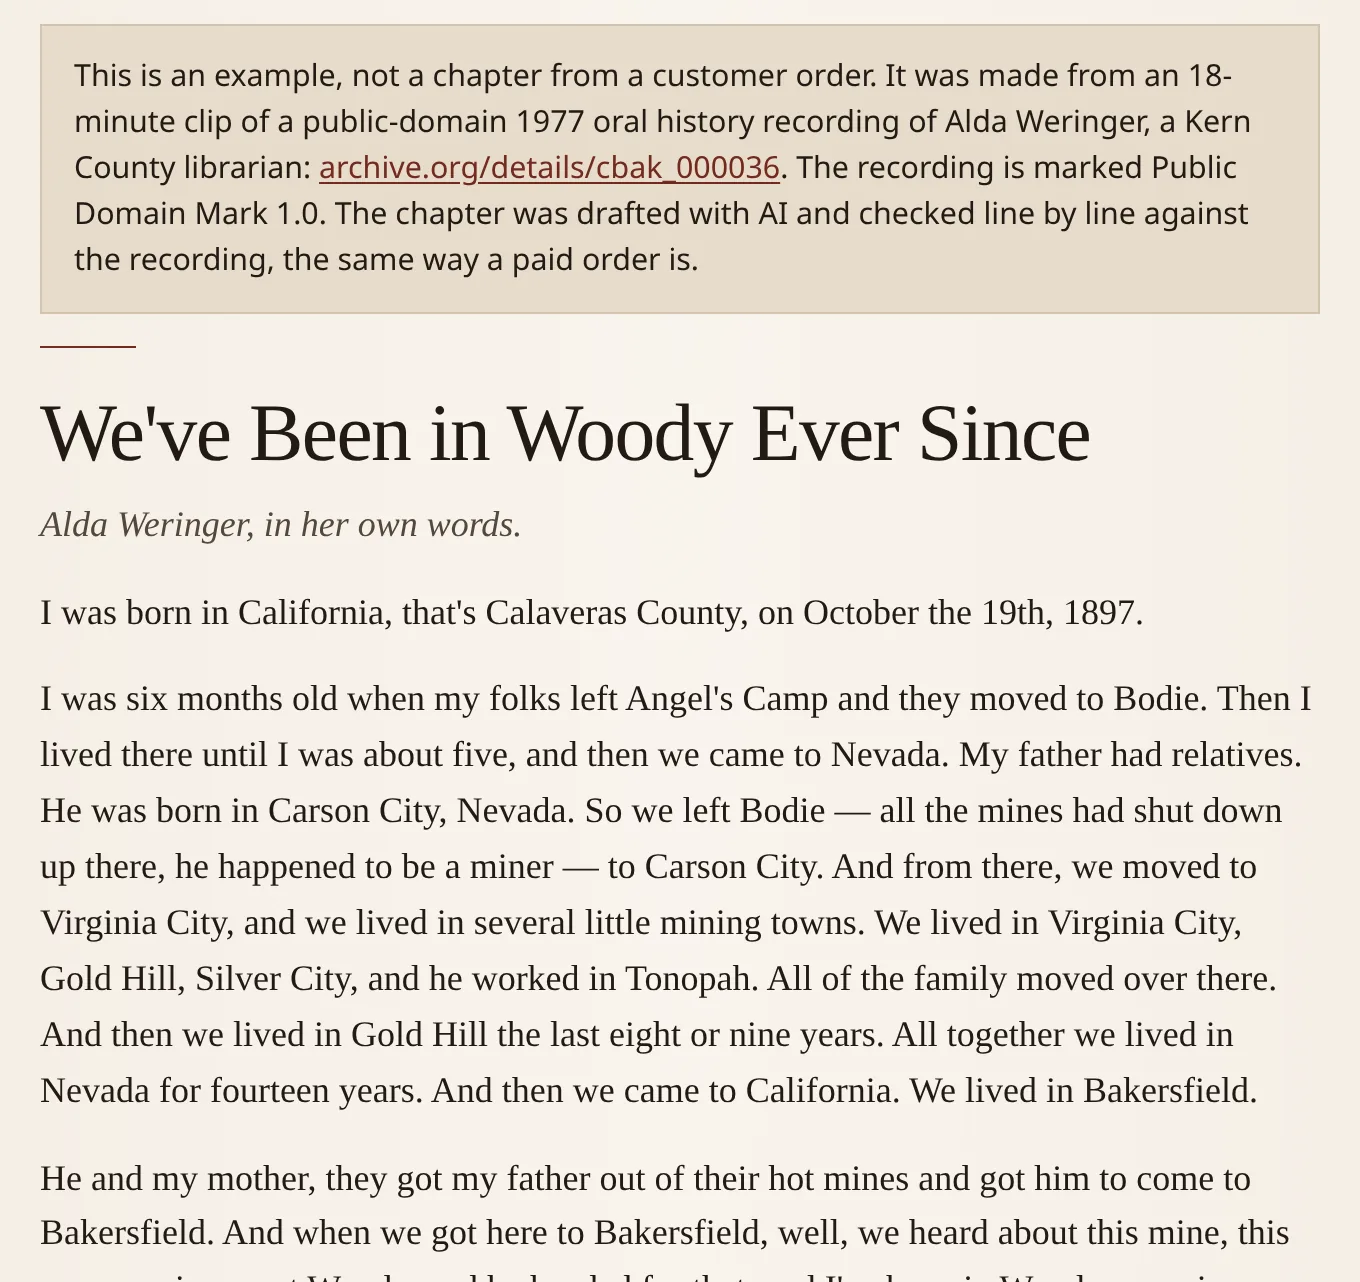 This is an example, not a chapter from a customer order. It was made from an 18-
minute clip of a public-domain 1977 oral history recording of Alda Weringer, a Kern
County librarian: archive.org/details/cbak_000036. The recording is marked Public
Domain Mark 1.0. The chapter was drafted with AI and checked line by line against
the recording, the same way a paid order is.
We've Been in Woody Ever Since
Alda Weringer, in her own words.
I was born in California, that's Calaveras County, on October the 19th, 1897.
I was six months old when my folks left Angel's Camp and they moved to Bodie. Then I
lived there until I was about five, and then we came to Nevada. My father had relatives.
He was born in Carson City, Nevada. So we left Bodie — all the mines had shut down
up there, he happened to be a miner — to Carson City. And from there, we moved to
Virginia City, and we lived in several little mining towns. We lived in Virginia City,
Gold Hill, Silver City, and he worked in Tonopah. All of the family moved over there.
And then we lived in Gold Hill the last eight or nine years. All together we lived in
Nevada for fourteen years. And then we came to California. We lived in Bakersfield.
He and my mother, they got my father out of their hot mines and got him to come to
Bakersfield. And when we got here to Bakersfield, well, we heard about this mine, this